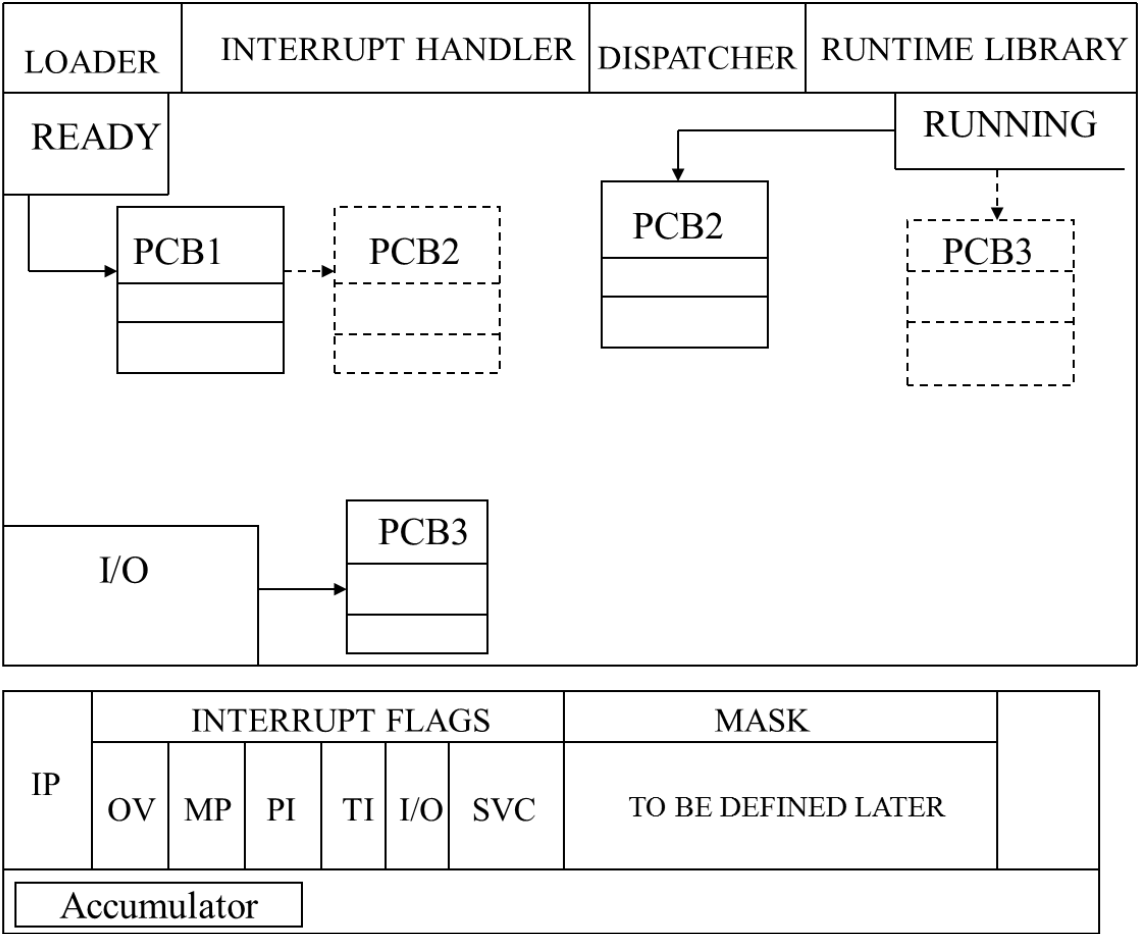 LOADER
INTERRUPT HANDLER
DISPATCHER
RUNTIME LIBRARY
READY
RUNNING
PCB1
PCB2
PCB2
PCB3
I/O
PCB3
IP
INTERRUPT FLAGS
MASK
OV
MP
PI
TI
I/O
SVC
TO BE DEFINED LATER
Accumulator